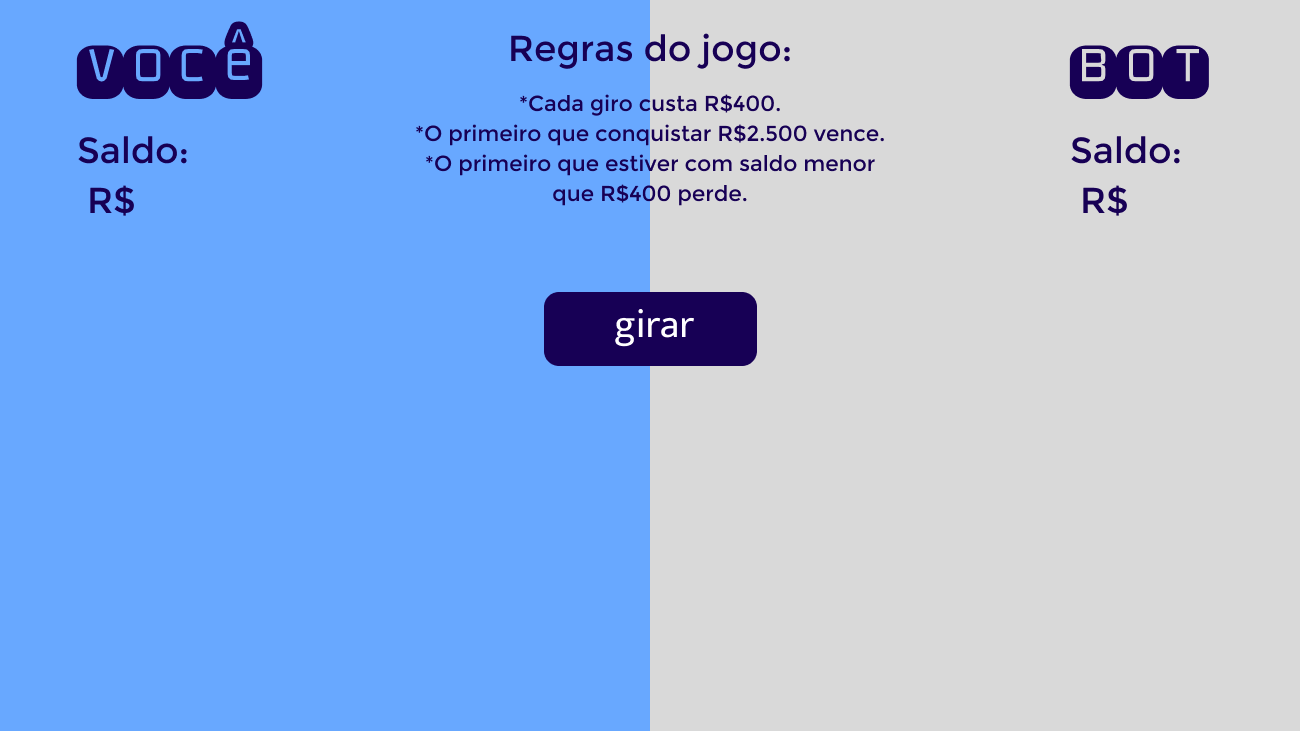 VOCÊ
Saldo:
R$
Regras do jogo:
*Cada giro custa R$400.
*O primeiro que conquistar R$2.500 vence.
*O primeiro que estiver com saldo menor
que R$400 perde.
BOT
Saldo:
R$
girar